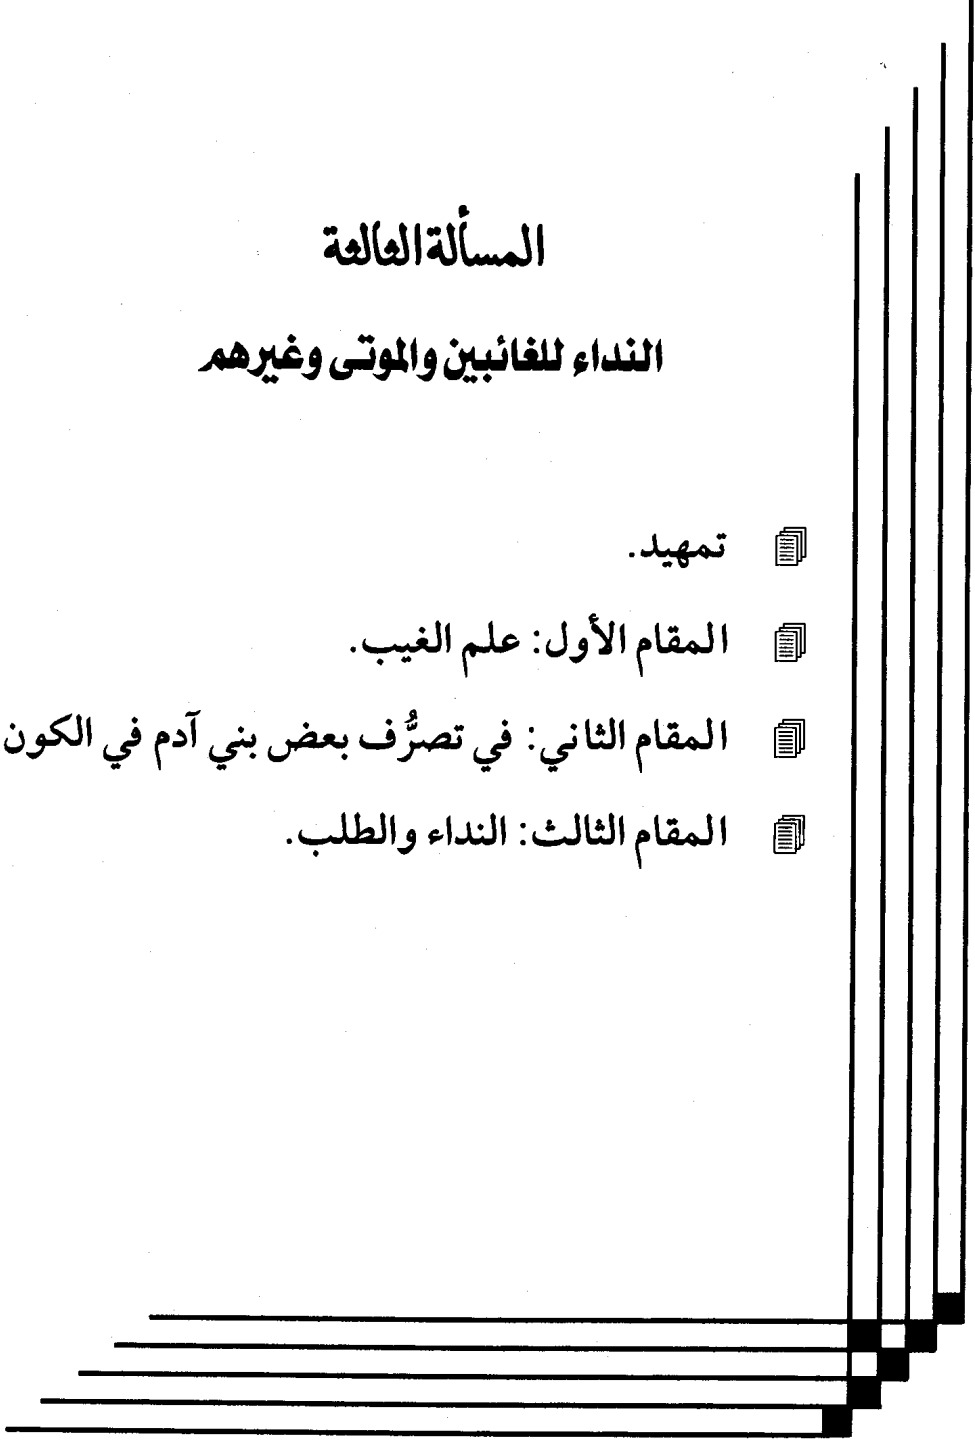 المسألة الثالثة
النداء للغائبين والموتى وغيرهم
تمهيد.
المقام الأول: علم الغيب.
المقام الثاني: في تصرُّف بعض بني آدم في الكون
المقام الثالث: النداء والطلب.